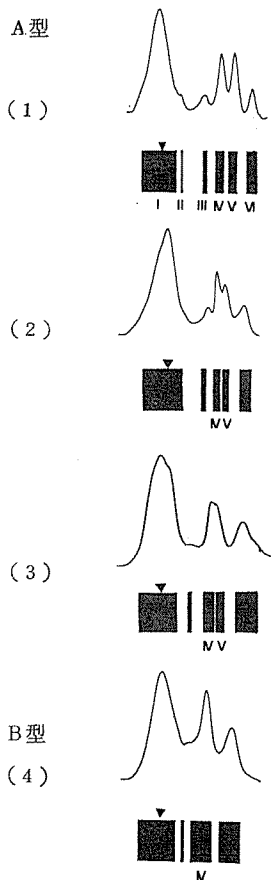 A型
(1)
I II III IV V VI
(2)
IV V
(3)
IV V
B型
(4)
IV